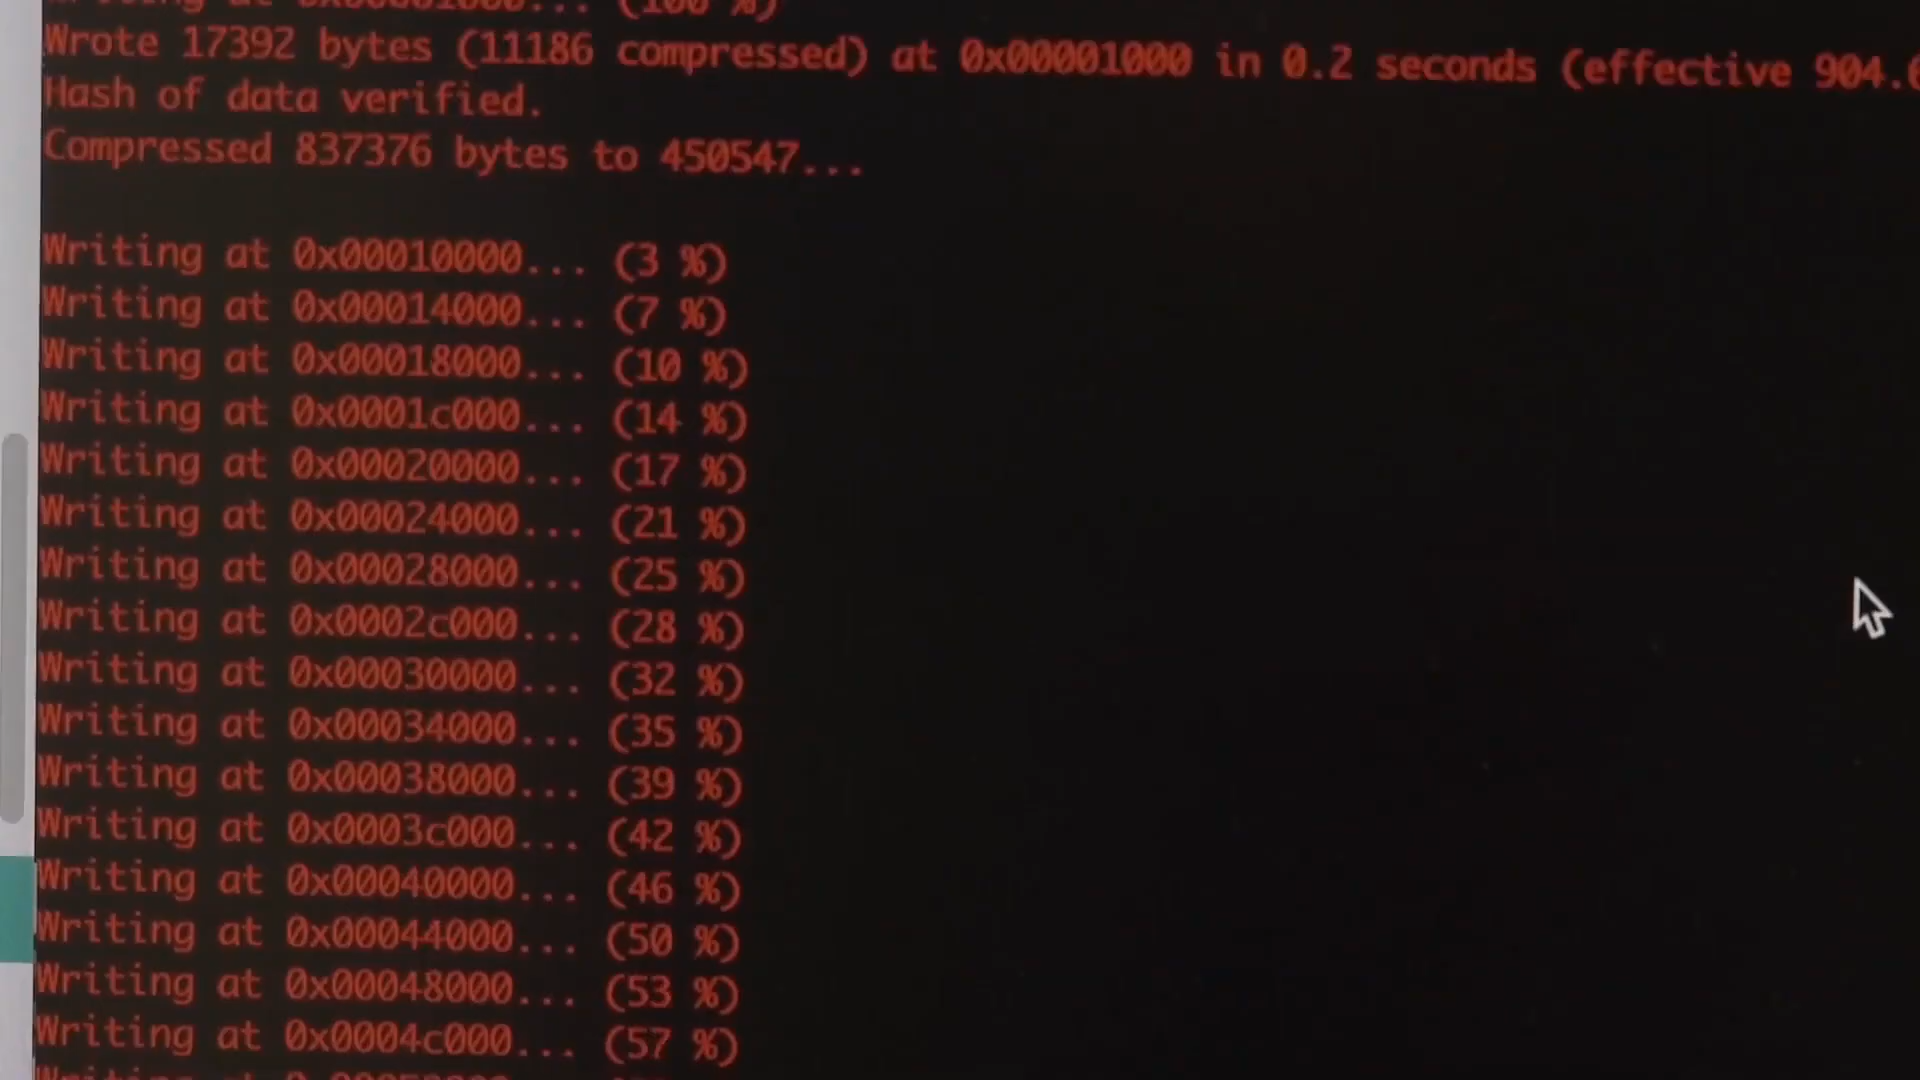 Wrote 17392 bytes (11186 compressed) at 0x00001000 in 0.2 seconds (effective 904.6
Hash of data verified.
Compressed 837376 bytes to 450547...
Writing at 0x00010000... (3 %)
Writing at 0x00014000... (7 %)
Writing at 0x00018000... (10 %)
Writing at 0x0001c000... (14 %)
Writing at 0x00020000... (17 %)
Writing at 0x00024000... (21 %)
Writing at 0x00028000... (25 %)
Writing at 0x0002c000... (28 %)
Writing at 0x00030000... (32 %)
Writing at 0x00034000... (35 %)
Writing at 0x00038000... (39 %)
Writing at 0x0003c000... (42 %)
Writing at 0x00040000... (46 %)
Writing at 0x00044000... (50 %)
Writing at 0x00048000... (53 %)
Writing at 0x0004c000... (57 %)